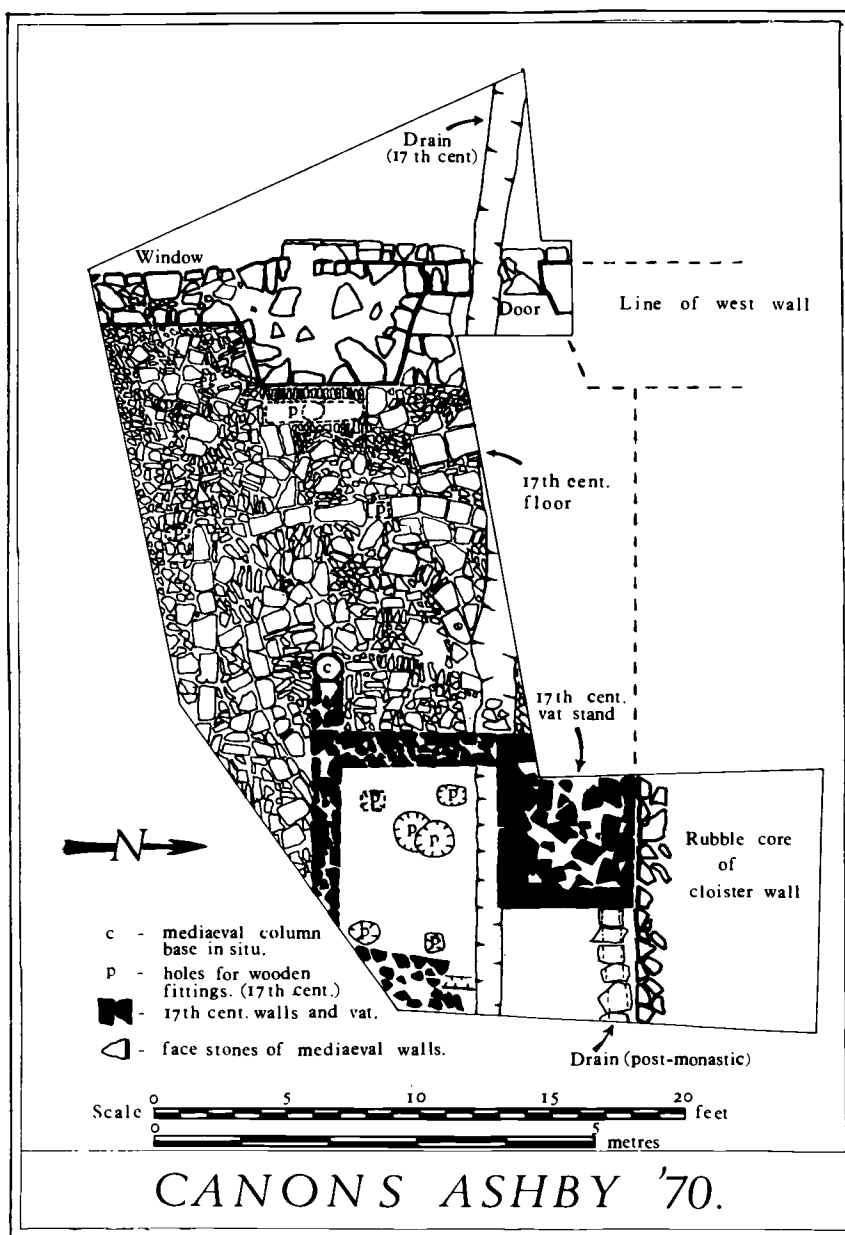 Drain
(17 th cent)
Window
Door
Line of west wall
p
17th cent.
floor
p
c
17th cent.
vat stand
p
p
p
p
N
Rubble core
of
cloister wall
p
p
c - mediaeval column
base in situ.
p - holes for wooden
fittings. (17th cent.)
- 17th cent. walls and vat.
- face stones of mediaeval walls.
Drain (post-monastic)
Scale 0 5 10 15 20 feet
0 5
metres
CANONS ASHBY '70.